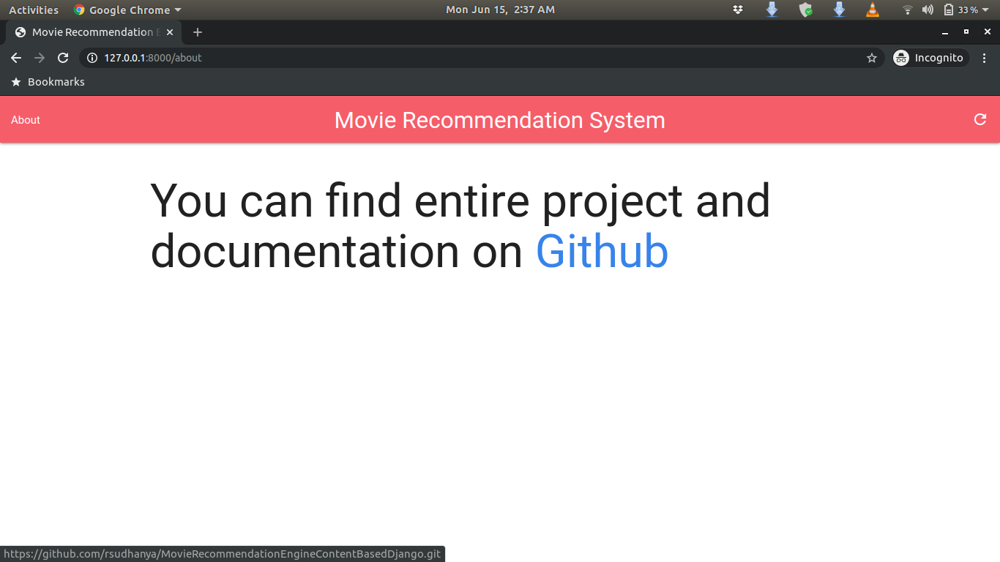 Activities Google Chrome Mon Jun 15, 2:37 AM 33 %
Movie Recommendation
127.0.0.1:8000/about Incognito
Bookmarks
About Movie Recommendation System
You can find entire project and
documentation on Github
https://github.com/rsudhanya/MovieRecommendationEngineContentBasedDjango.git